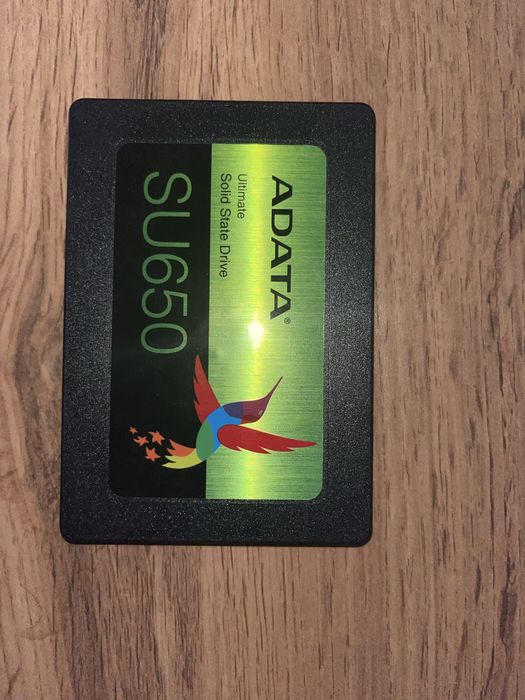 ADATA®
Ultimate
Solid State Drive
SU650